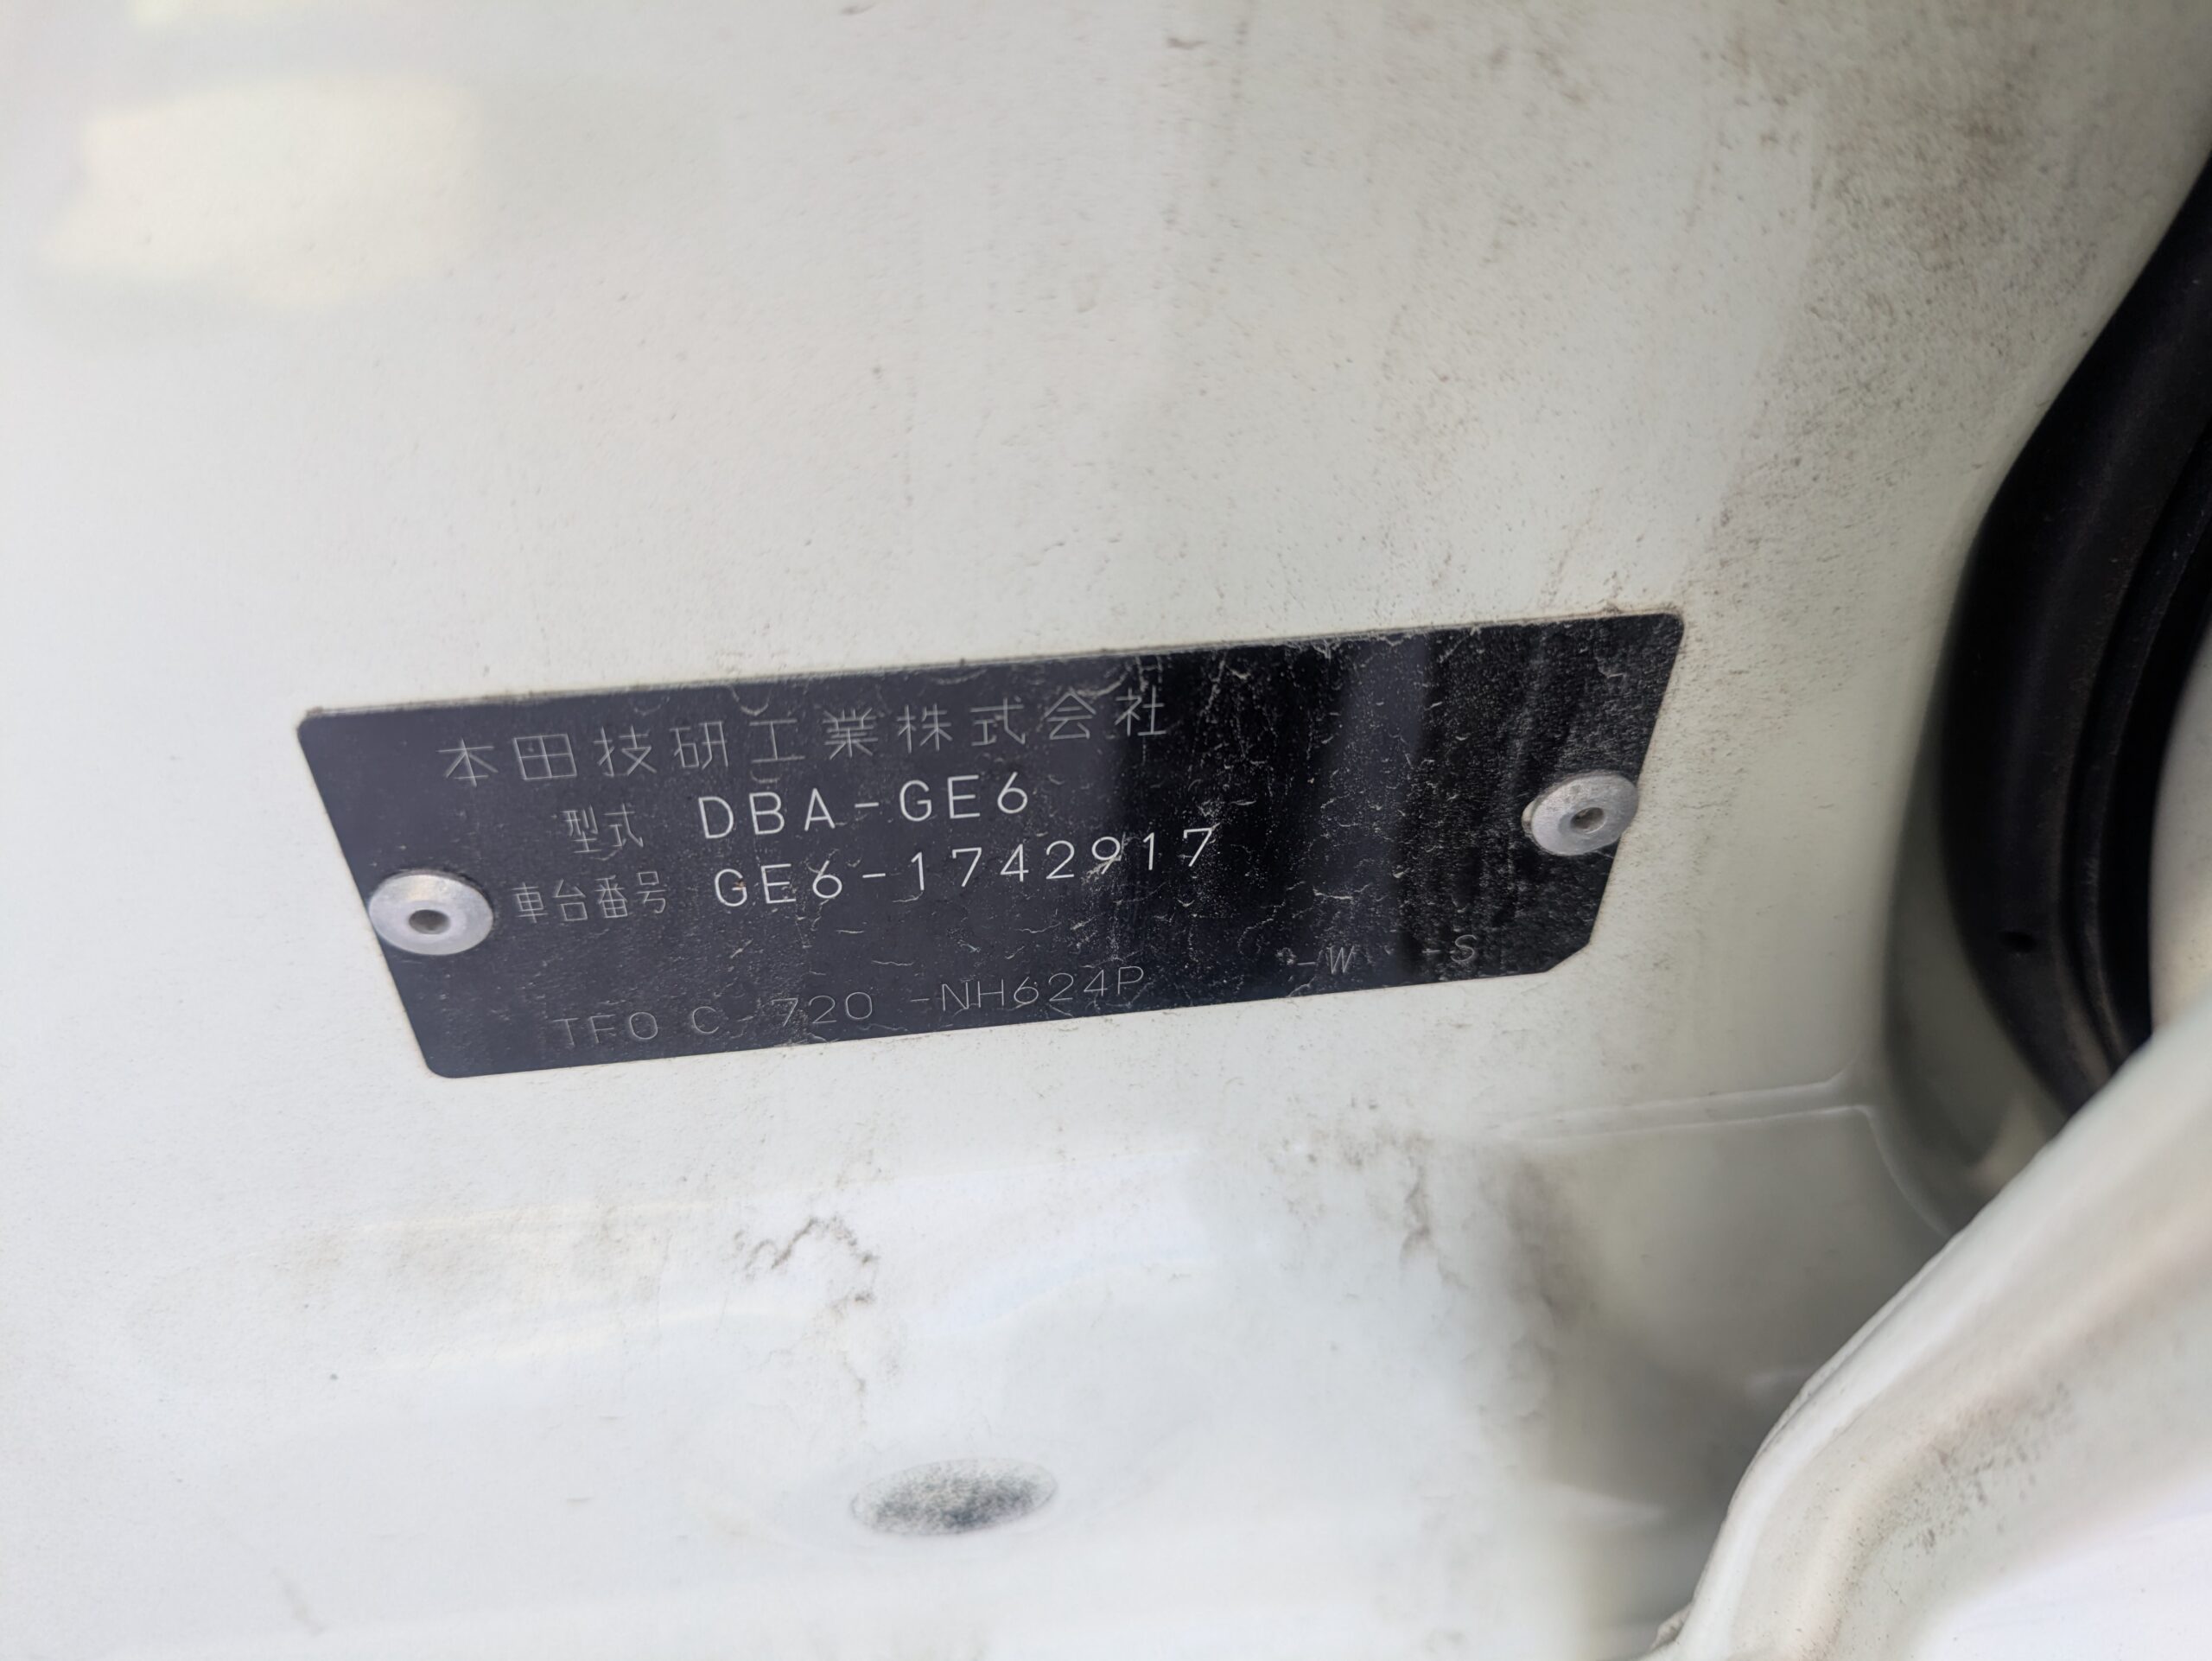 本田技研工業株式会社
型式 DBA-GE6
車台番号 GE6-1742917
TF0 C-720 -NH624P -W -S